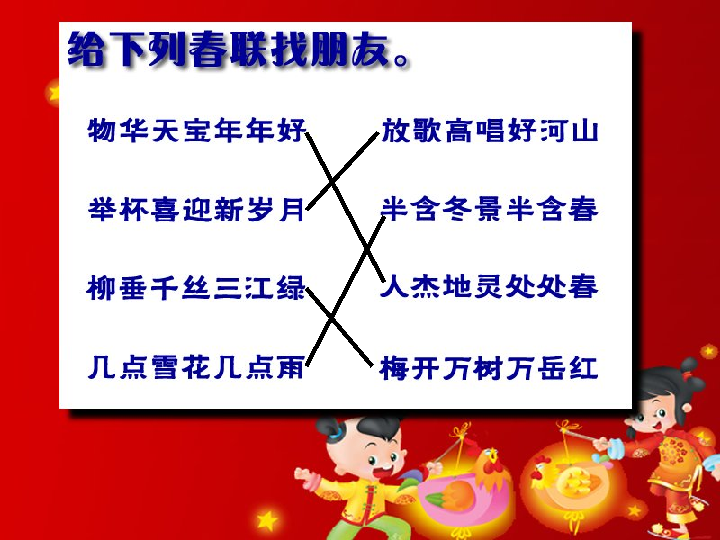 给下列春联找朋友。
物华天宝年年好 放歌高唱好河山
举杯喜迎新岁月 半含冬景半含春
柳垂千丝三江绿 人杰地灵处处春
几点雪花几点雨 梅开万树万岳红